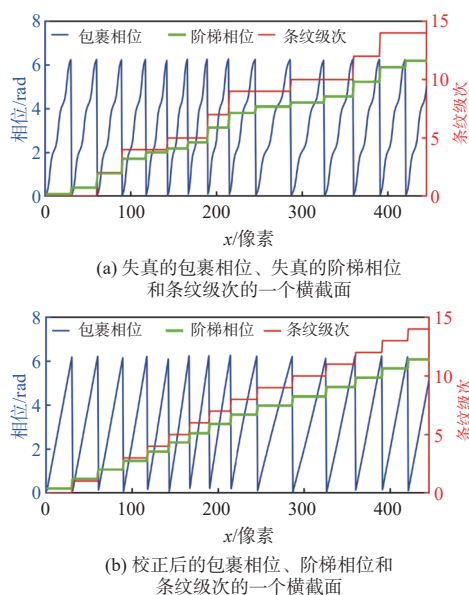 8
15
包裹相位
阶梯相位
条纹级次
6
10
相位/rad
4
条纹级次
5
2
0
0
0
100
200
300
400
x/像素
(a) 失真的包裹相位、失真的阶梯相位
和条纹级次的一个横截面
8
15
包裹相位
阶梯相位
条纹级次
6
10
相位/rad
4
条纹级次
5
2
0
0
0
100
200
300
400
x/像素
(b) 校正后的包裹相位、阶梯相位和
条纹级次的一个横截面